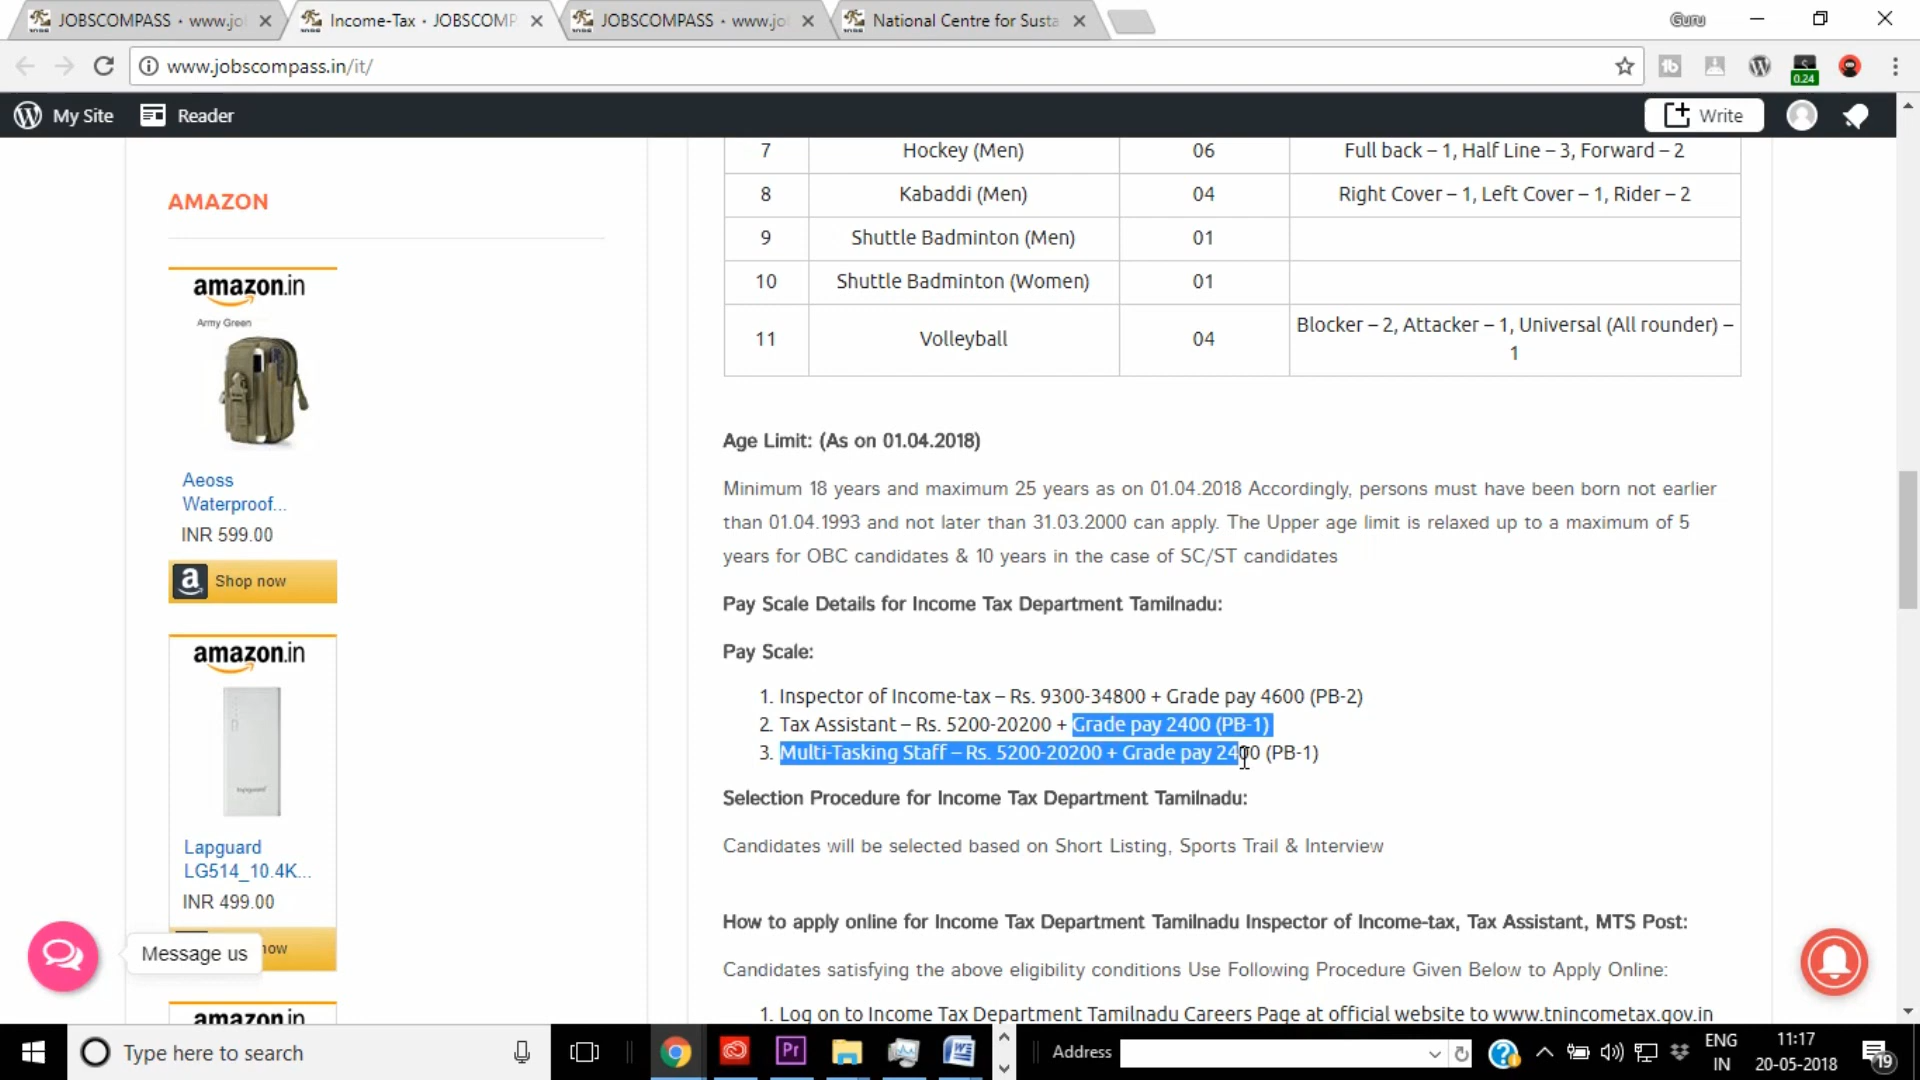 JOBSCOMPASS · www.jo
Income-Tax · JOBSCOMP
JOBSCOMPASS · www.jo
National Centre for Susta
Guru
www.jobscompass.in/it/
0.24
My Site
Reader
Write
AMAZON
amazon.in
Army Green
Aeoss
Waterproof...
INR 599.00
Shop now
amazon.in
Lapguard
LG514_10.4K...
INR 499.00
Message us
now
amazon.in
7 Hockey (Men) 06 Full back – 1, Half Line – 3, Forward – 2
8 Kabaddi (Men) 04 Right Cover – 1, Left Cover – 1, Rider – 2
9 Shuttle Badminton (Men) 01
10 Shuttle Badminton (Women) 01
11 Volleyball 04 Blocker – 2, Attacker – 1, Universal (All rounder) –
1
Age Limit: (As on 01.04.2018)
Minimum 18 years and maximum 25 years as on 01.04.2018 Accordingly, persons must have been born not earlier
than 01.04.1993 and not later than 31.03.2000 can apply. The Upper age limit is relaxed up to a maximum of 5
years for OBC candidates & 10 years in the case of SC/ST candidates
Pay Scale Details for Income Tax Department Tamilnadu:
Pay Scale:
1. Inspector of Income-tax – Rs. 9300-34800 + Grade pay 4600 (PB-2)
2. Tax Assistant – Rs. 5200-20200 + Grade pay 2400 (PB-1)
3. Multi-Tasking Staff – Rs. 5200-20200 + Grade pay 2400 (PB-1)
Selection Procedure for Income Tax Department Tamilnadu:
Candidates will be selected based on Short Listing, Sports Trail & Interview
How to apply online for Income Tax Department Tamilnadu Inspector of Income-tax, Tax Assistant, MTS Post:
Candidates satisfying the above eligibility conditions Use Following Procedure Given Below to Apply Online:
1. Log on to Income Tax Department Tamilnadu Careers Page at official website to www.tnincometax.gov.in
Type here to search
Pr
Address
ENG
IN
11:17
20-05-2018
19